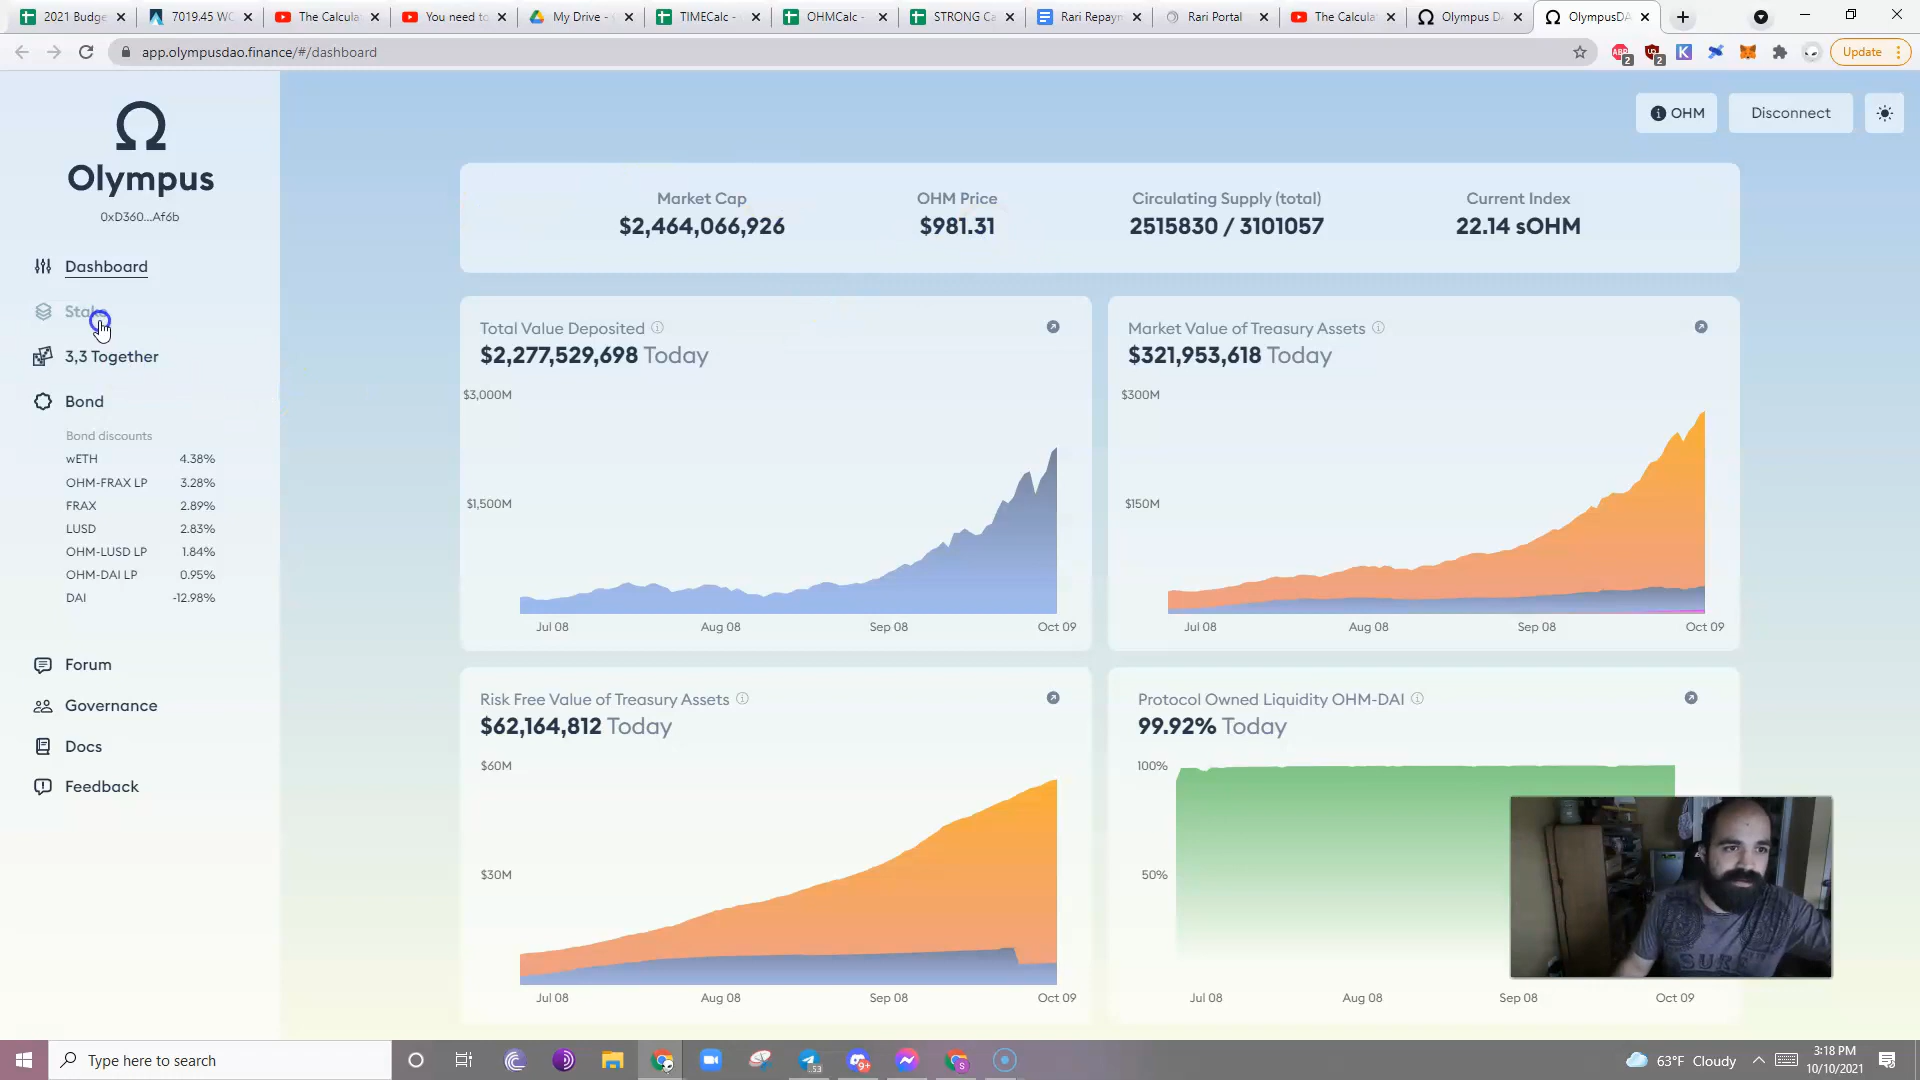 2021 Budge
7019.45 WC
The Calcula
You need to
My Drive -
TIMECalc -
OHMCalc -
STRONG Ca
Rari Repaym
Rari Portal
The Calcula
Olympus D
OlympusDA
app.olympusdao.finance/#/dashboard
2
2
Update
Olympus
0xD360...Af6b
Dashboard
Stake
3,3 Together
Bond
Bond discounts
wETH 4.38%
OHM-FRAX LP 3.28%
FRAX 2.89%
LUSD 2.83%
OHM-LUSD LP 1.84%
OHM-DAI LP 0.95%
DAI -12.98%
Forum
Governance
Docs
Feedback
OHM
Disconnect
Market Cap
$2,464,066,926
OHM Price
$981.31
Circulating Supply (total)
2515830 / 3101057
Current Index
22.14 sOHM
Total Value Deposited
$2,277,529,698 Today
$3,000M
$1,500M
Jul 08 Aug 08 Sep 08 Oct 09
Market Value of Treasury Assets
$321,953,618 Today
$300M
$150M
Jul 08 Aug 08 Sep 08 Oct 09
Risk Free Value of Treasury Assets
$62,164,812 Today
$60M
$30M
Jul 08 Aug 08 Sep 08 Oct 09
Protocol Owned Liquidity OHM-DAI
99.92% Today
100%
50%
Jul 08 Aug 08 Sep 08 Oct 09
Type here to search
53
9+
63°F Cloudy
3:18 PM
10/10/2021